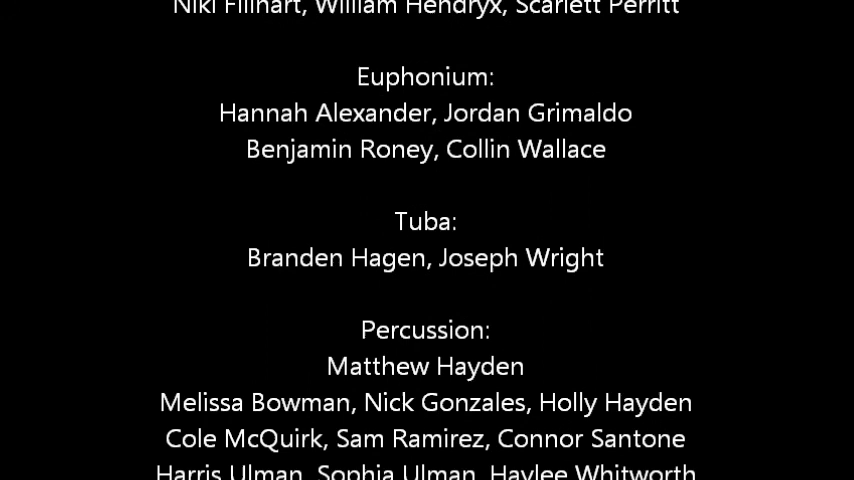 Niki Fillhart, William Hendryx, Scarlett Perritt
Euphonium:
Hannah Alexander, Jordan Grimaldo
Benjamin Roney, Collin Wallace
Tuba:
Branden Hagen, Joseph Wright
Percussion:
Matthew Hayden
Melissa Bowman, Nick Gonzales, Holly Hayden
Cole McQuirk, Sam Ramirez, Connor Santone
Harris Ulman, Sophia Ulman, Haylee Whitworth